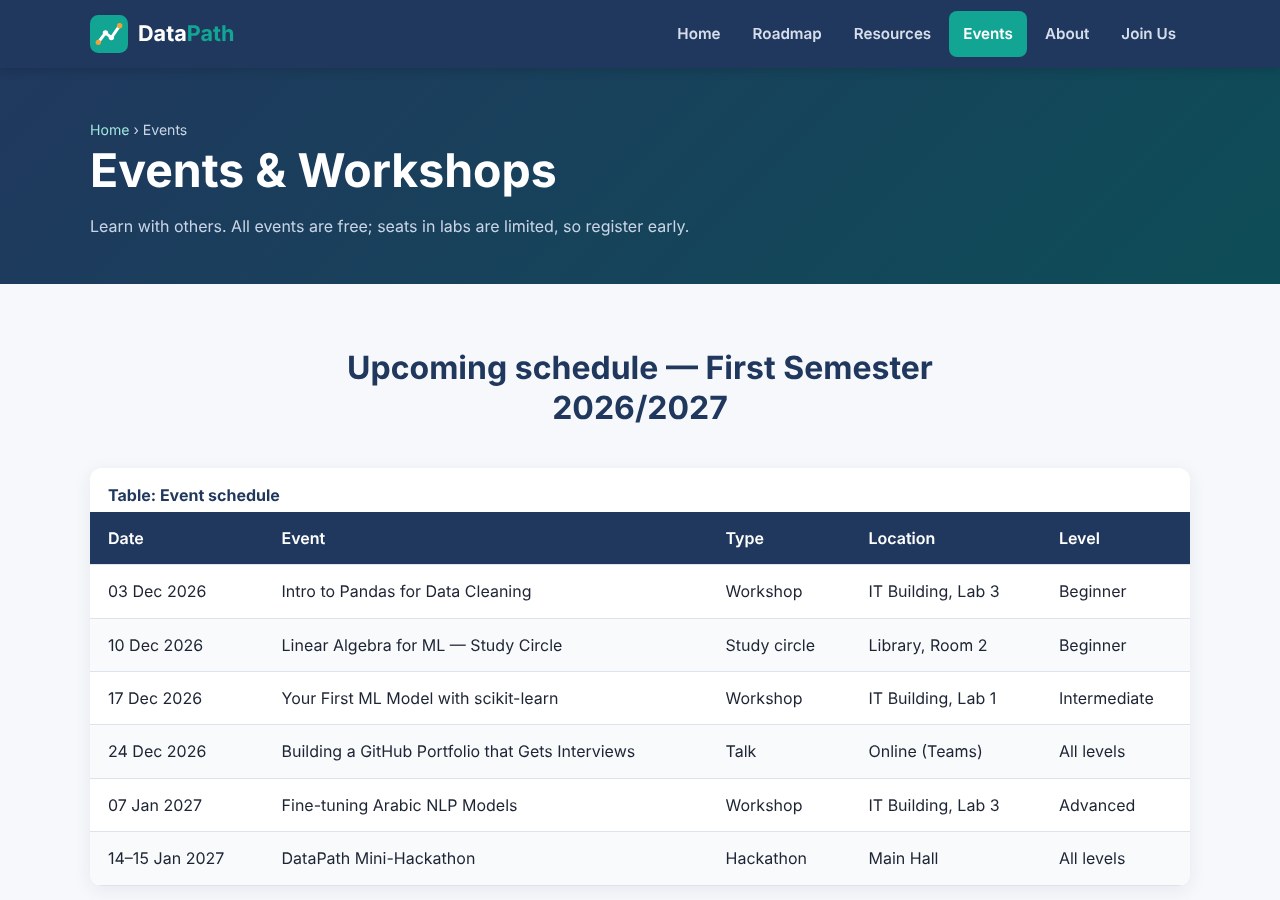 DataPath
Home Roadmap Resources Events About Join Us
Home › Events
Events & Workshops
Learn with others. All events are free; seats in labs are limited, so register early.
Upcoming schedule — First Semester
2026/2027
Table: Event schedule
Date Event Type Location Level
03 Dec 2026 Intro to Pandas for Data Cleaning Workshop IT Building, Lab 3 Beginner
10 Dec 2026 Linear Algebra for ML — Study Circle Study circle Library, Room 2 Beginner
17 Dec 2026 Your First ML Model with scikit-learn Workshop IT Building, Lab 1 Intermediate
24 Dec 2026 Building a GitHub Portfolio that Gets Interviews Talk Online (Teams) All levels
07 Jan 2027 Fine-tuning Arabic NLP Models Workshop IT Building, Lab 3 Advanced
14–15 Jan 2027 DataPath Mini-Hackathon Hackathon Main Hall All levels